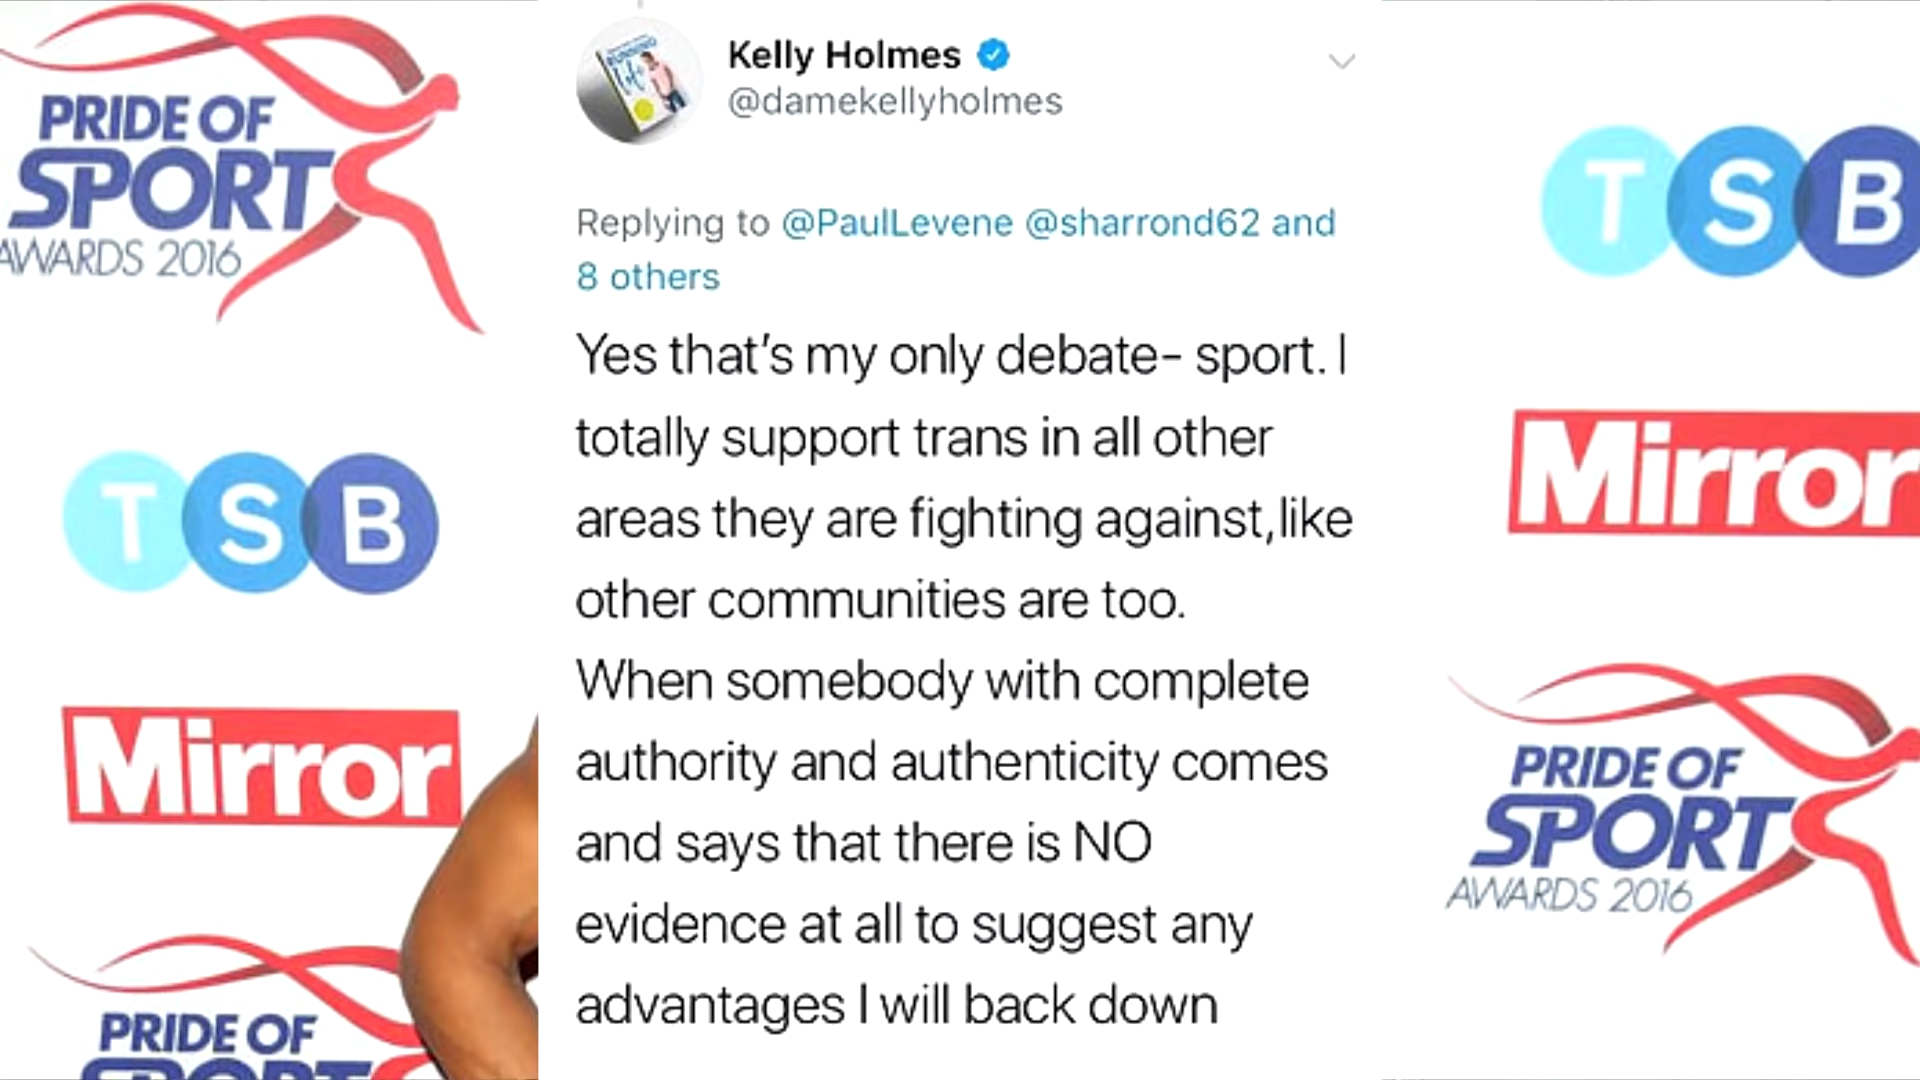 PRIDE OF
SPORT
AWARDS 2016
TSB
Mirror
PRIDE OF
SPORT
Kelly Holmes
@damekellyholmes
Replying to @PaulLevene @sharrond62 and
8 others
Yes that's my only debate- sport. I
totally support trans in all other
areas they are fighting against,like
other communities are too.
When somebody with complete
authority and authenticity comes
and says that there is NO
evidence at all to suggest any
advantages I will back down
TSB
Mirror
PRIDE OF
SPORT
AWARDS 2016